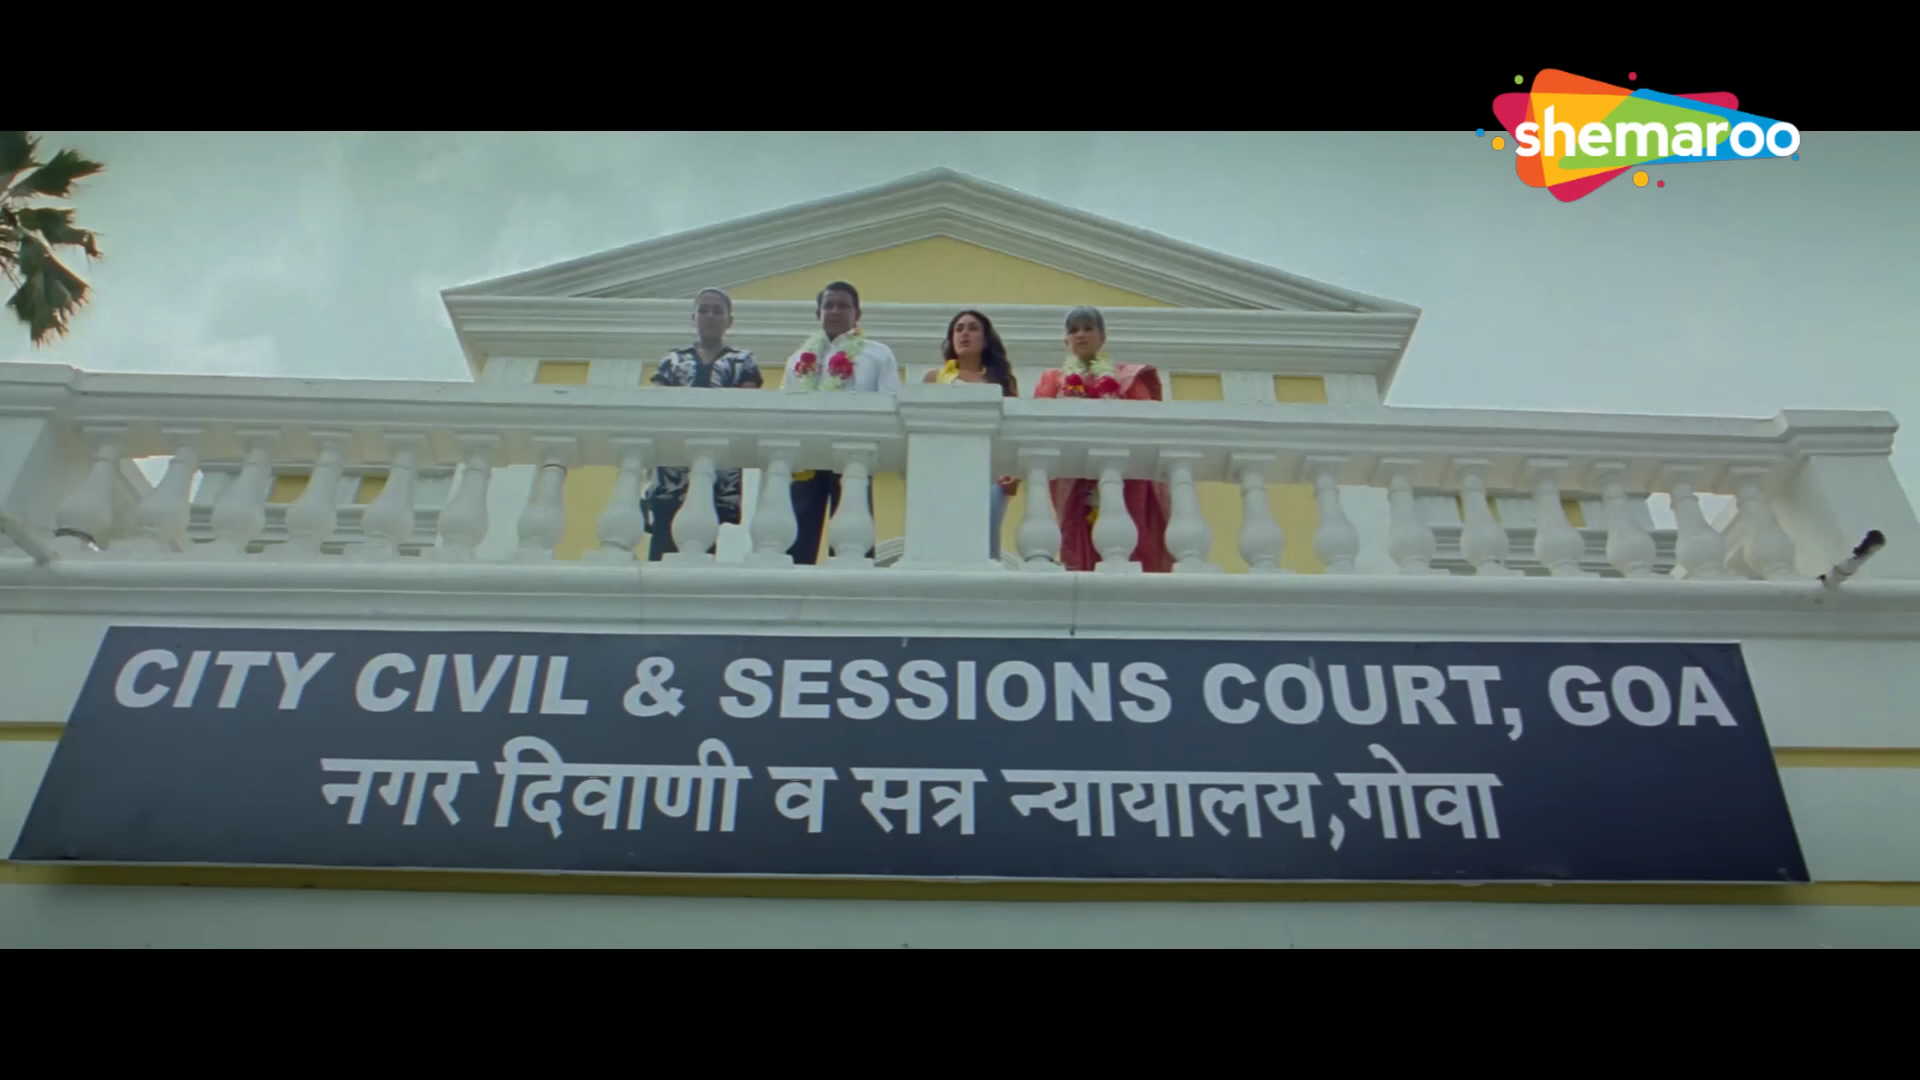 shemaroo
CITY CIVIL & SESSIONS COURT, GOA
नगर दिवाणी व सत्र न्यायालय,गोवा